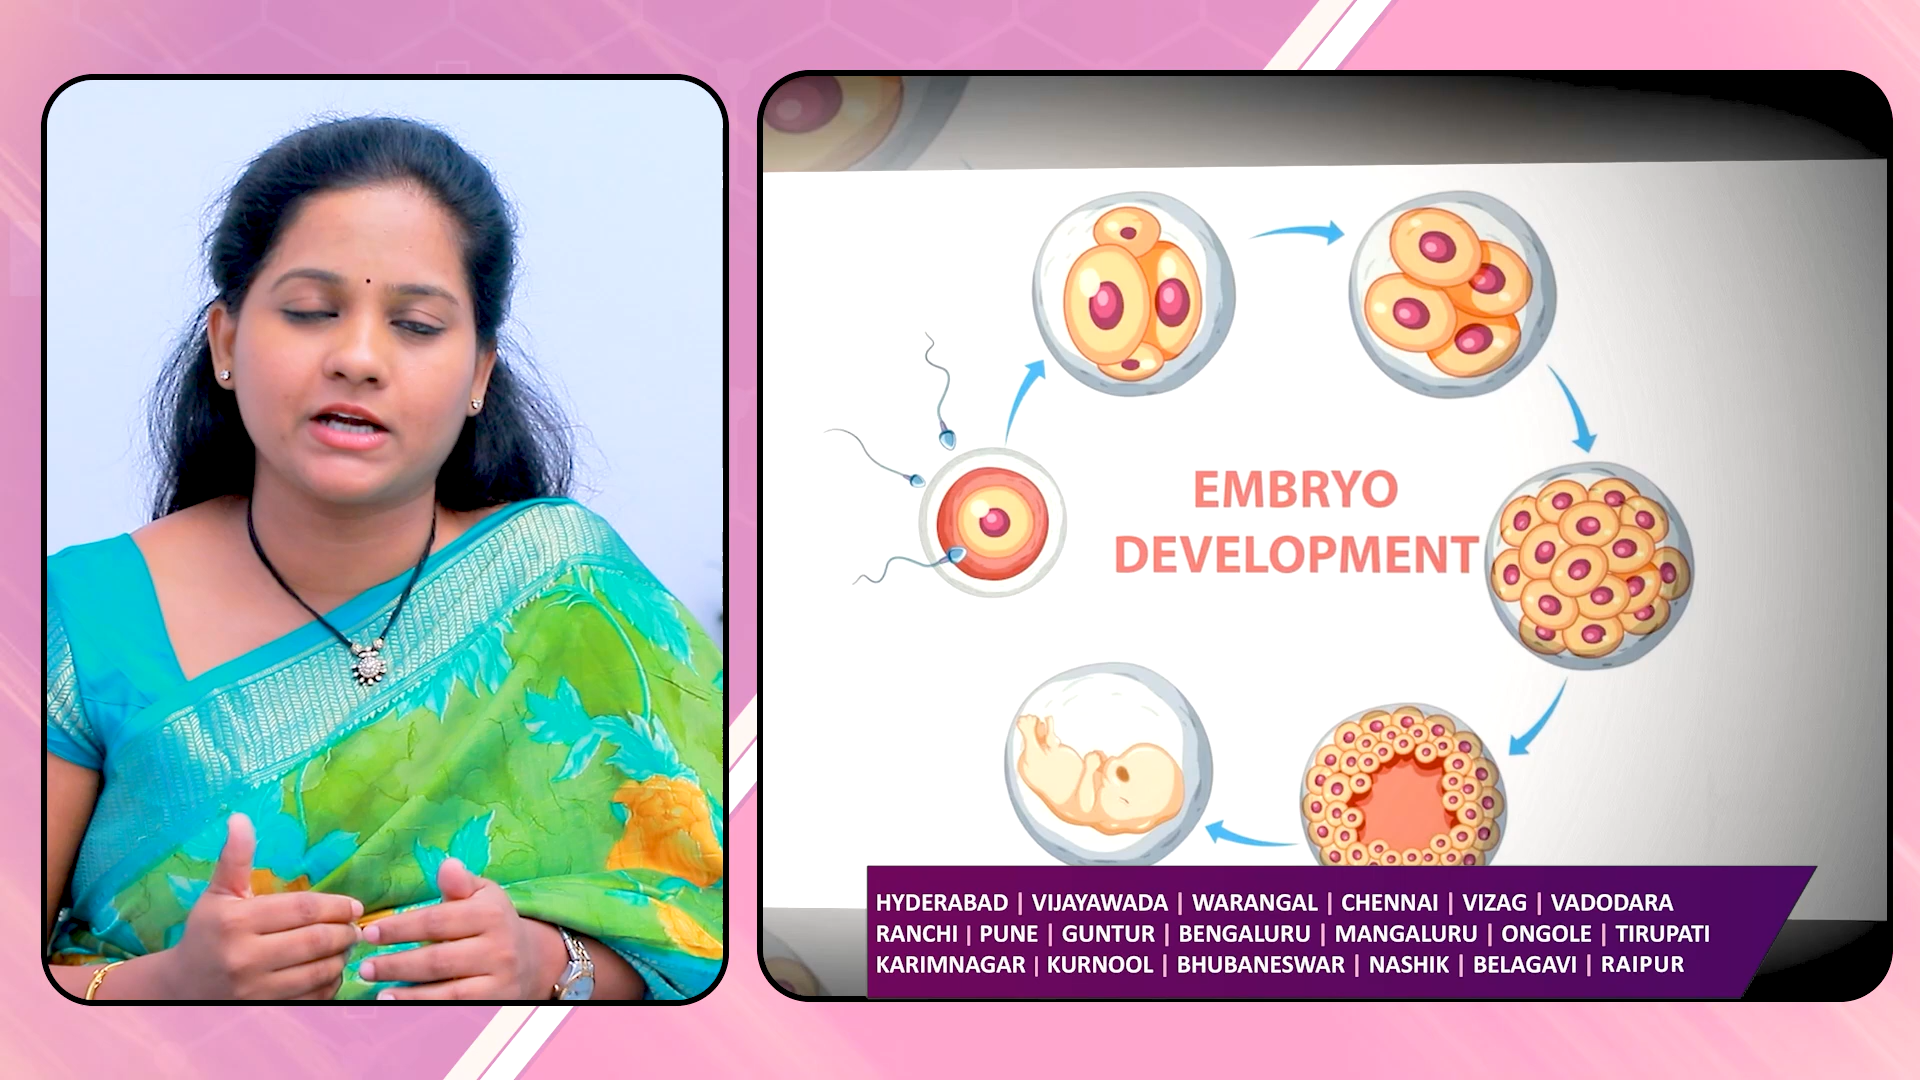 EMBRYO
DEVELOPMENT
HYDERABAD | VIJAYAWADA | WARANGAL | CHENNAI | VIZAG | VADODARA
RANCHI | PUNE | GUNTUR | BENGALURU | MANGALURU | ONGOLE | TIRUPATI
KARIMNAGAR | KURNOOL | BHUBANESWAR | NASHIK | BELAGAVI | RAIPUR